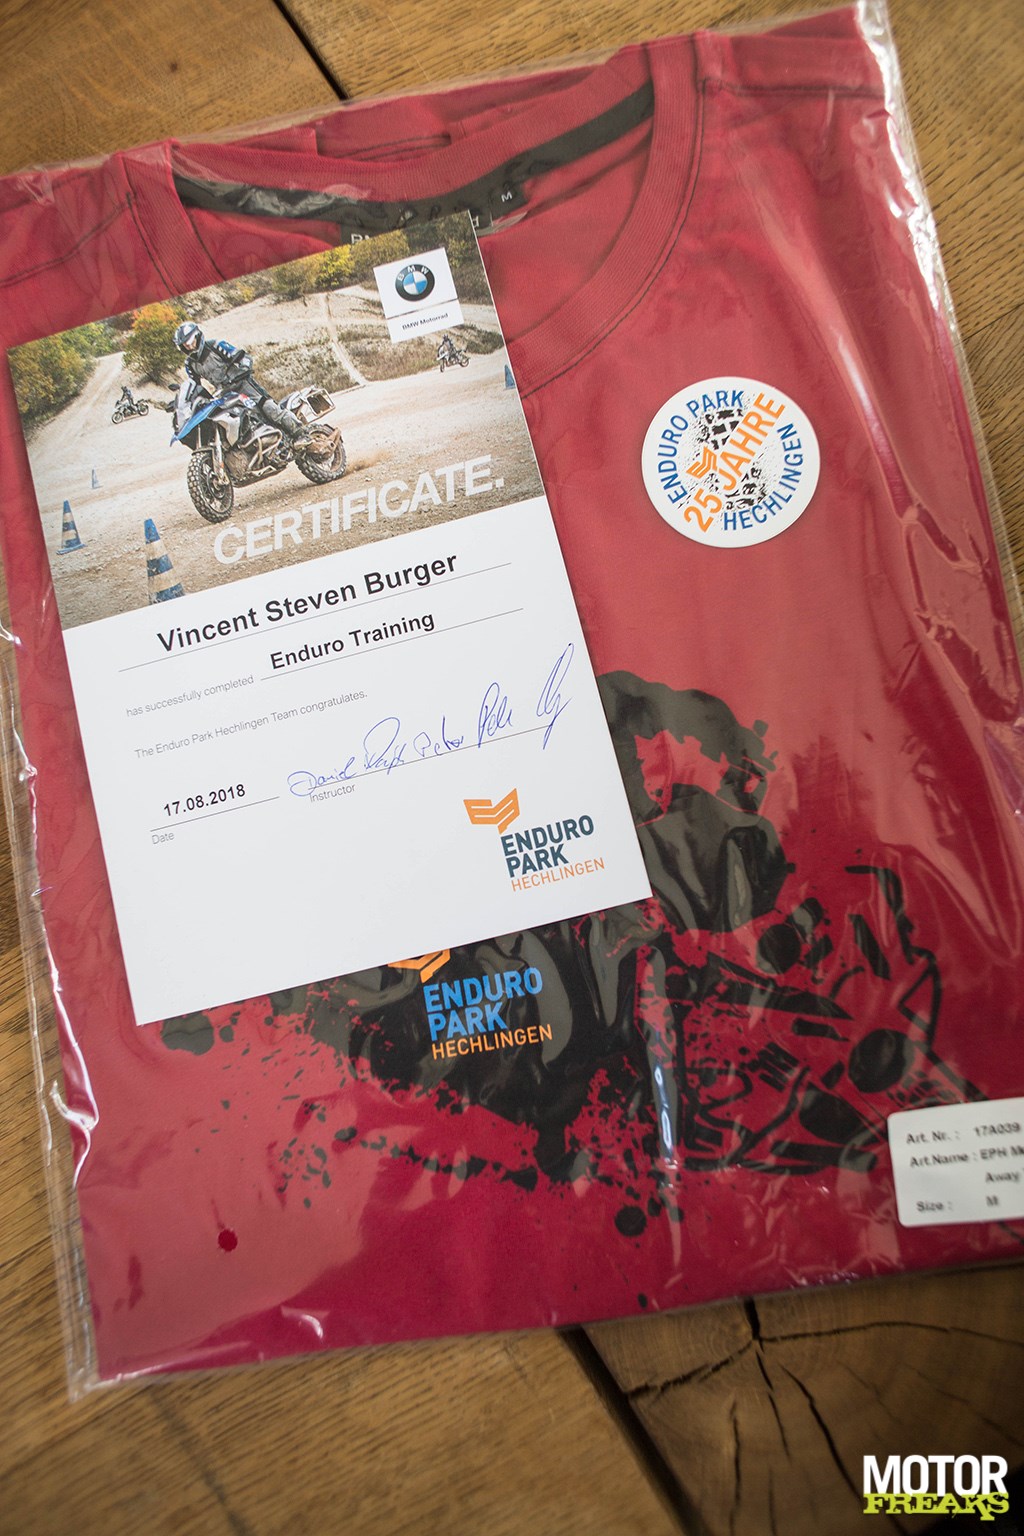 M
BMW
BMW Motorrad
ENDURO PARK
25 JAHRE
HECHLINGEN
CERTIFICATE.
Vincent Steven Burger
has successfully completed Enduro Training
The Enduro Park Hechlingen Team congratulates.
17.08.2018 Daniel Peter
Date Instructor
ENDURO
PARK
HECHLINGEN
ENDURO
PARK
HECHLINGEN
Art. Nr. : 17A039
Art.Name : EPH
Away
Size : M
MOTOR
FREAKS